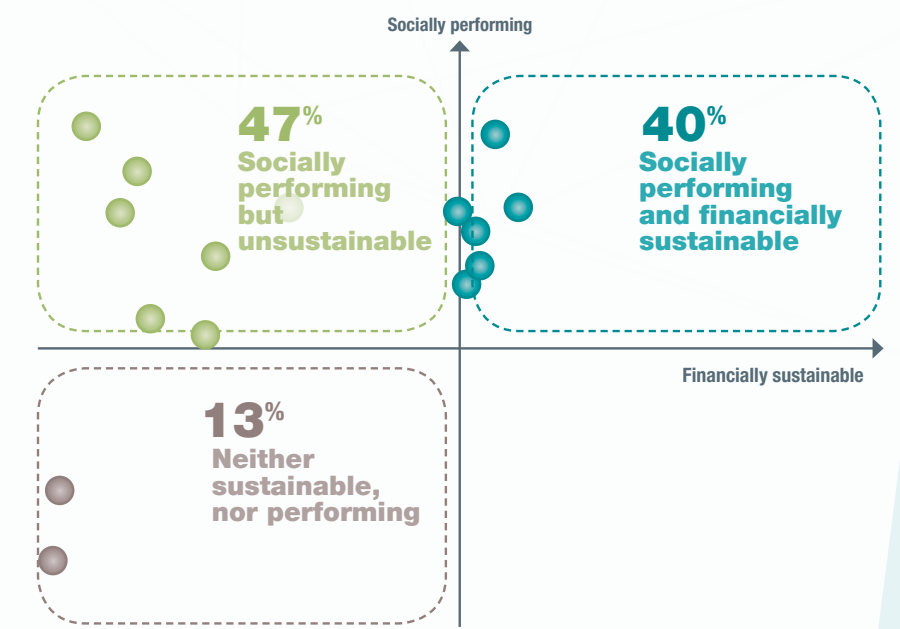 Socially performing
47%
Socially
performing
but
unsustainable
40%
Socially
performing
and financially
sustainable
Financially sustainable
13%
Neither
sustainable,
nor performing